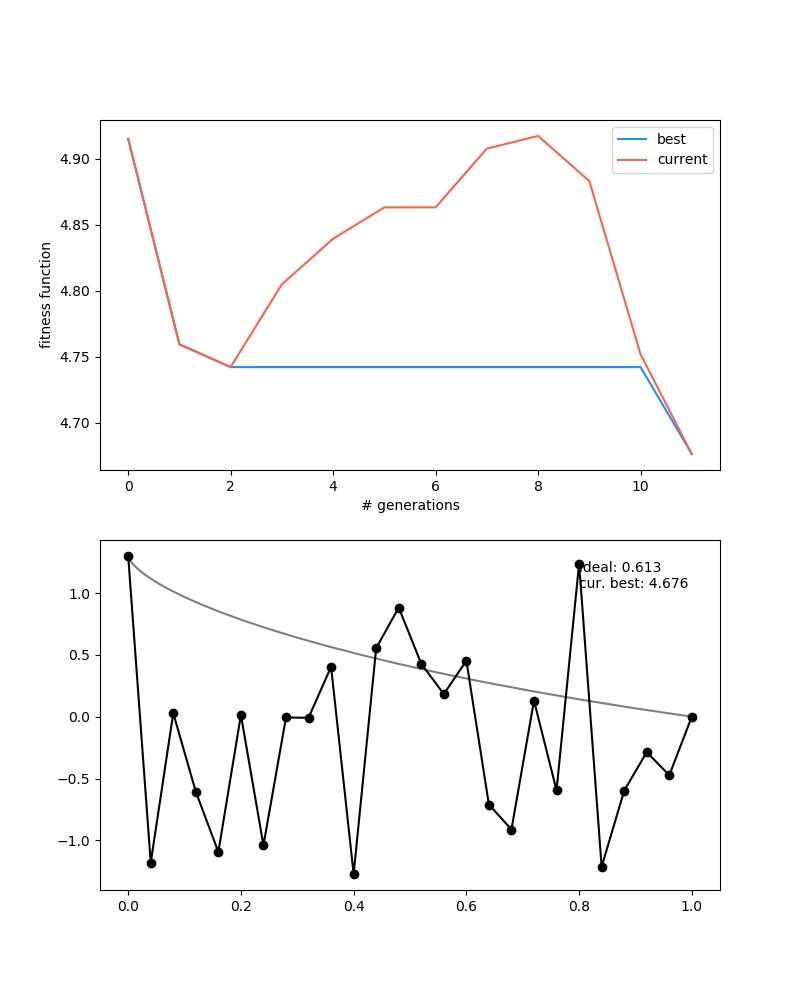 best
current
4.90
4.85
4.80
4.75
4.70
fitness function
0 2 4 6 8 10
# generations
ideal: 0.613
cur. best: 4.676
1.0
0.5
0.0
−0.5
−1.0
0.0 0.2 0.4 0.6 0.8 1.0